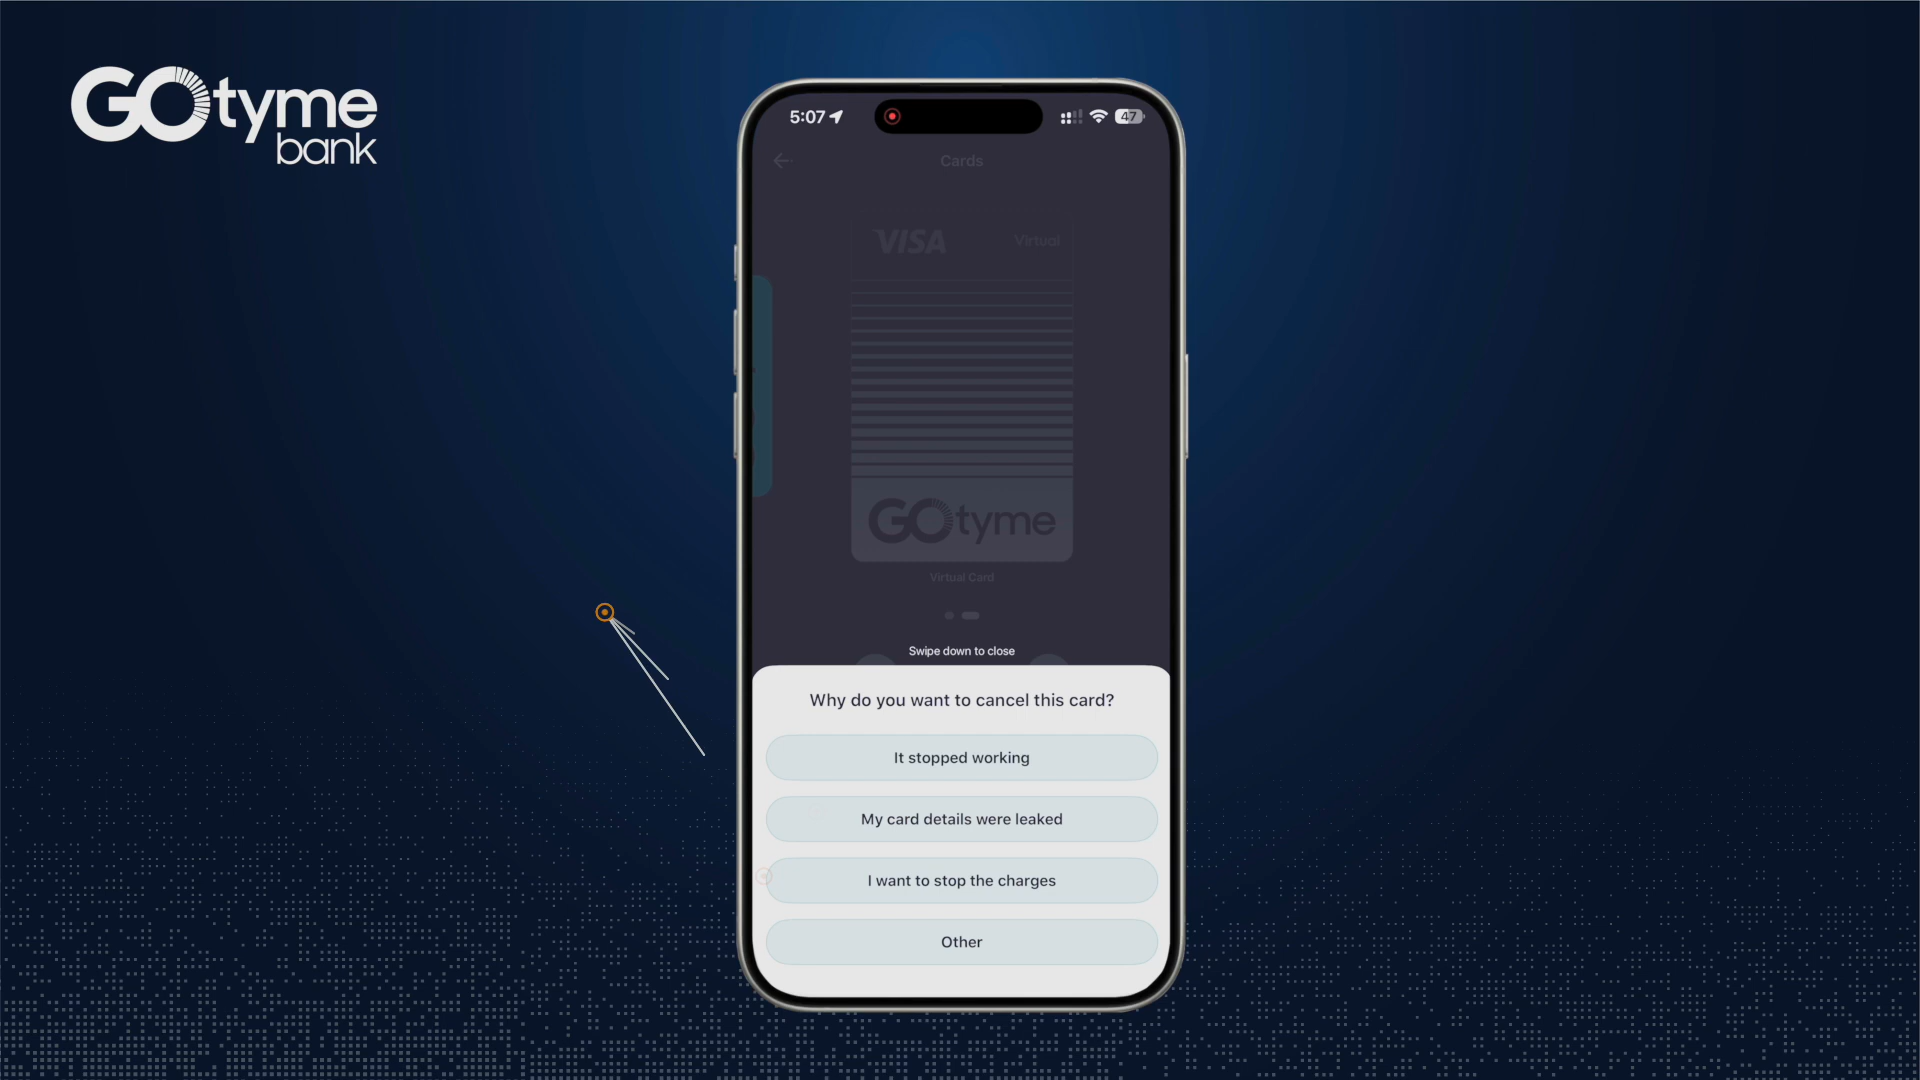 GOtyme
bank
5:07
47
Cards
VISA
Virtual
GOtyme
Virtual Card
Swipe down to close
Why do you want to cancel this card?
It stopped working
My card details were leaked
I want to stop the charges
Other